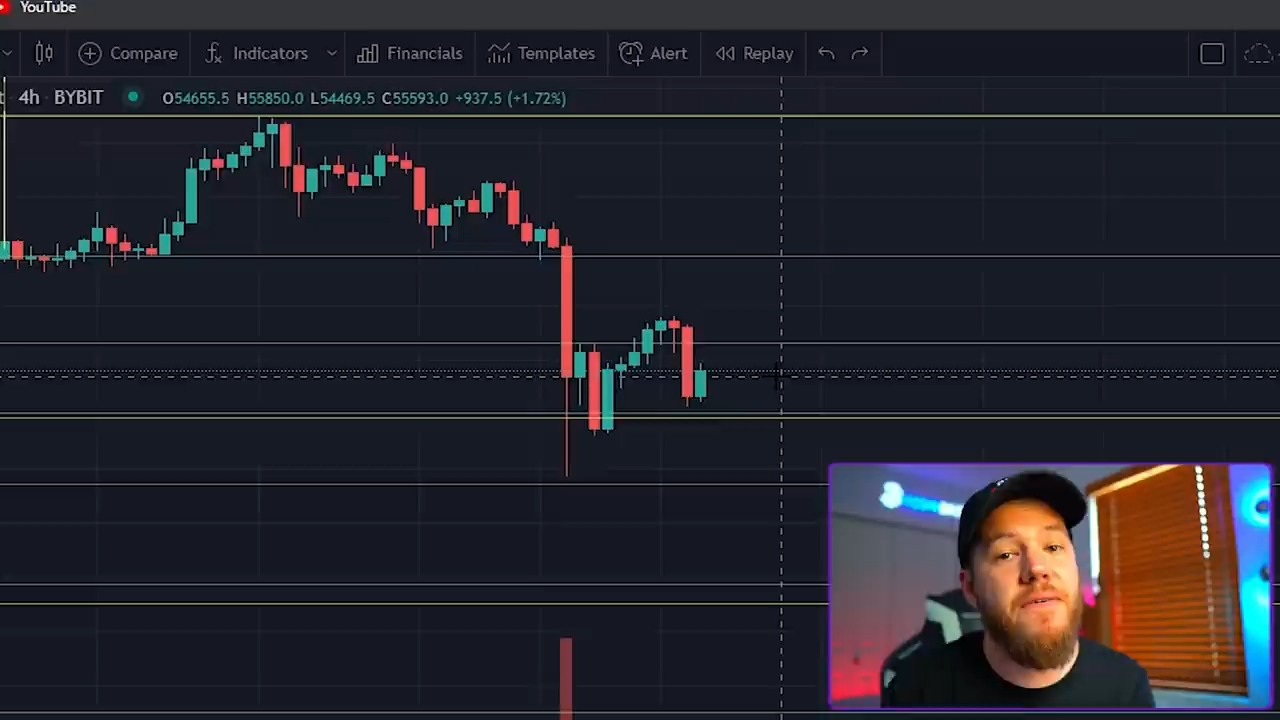 YouTube
Compare Indicators Financials Templates Alert Replay
4h BYBIT O54655.5 H55850.0 L54469.5 C55593.0 +937.5 (+1.72%)